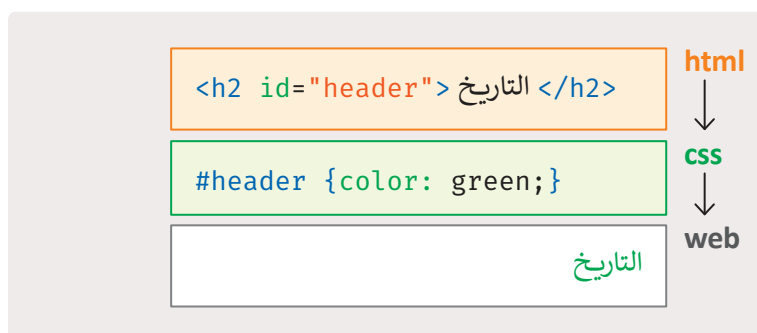 html
<h2 id="header"> التاريخ </h2>
css
#header {color: green;}
web
التاريخ